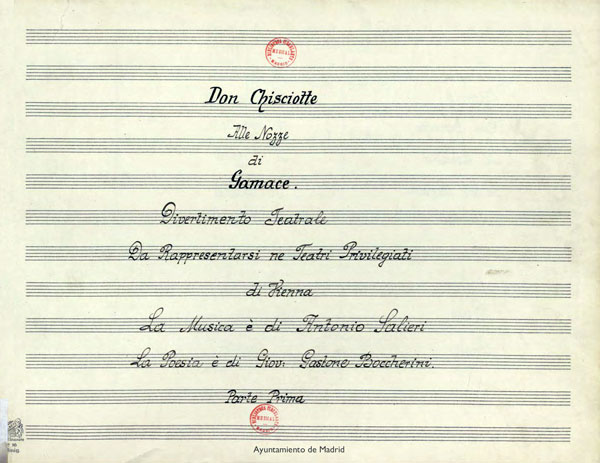 Don Chisciotte
Alle Nozze
di
Gamace.
Divertimento Teatrale
Da Rappresentarsi ne Teatri Privilegiati
di Vienna
La Musica è di Antonio Salieri
La Poesia è di Giov: Gastone Boccherini.
Parte Prima
Ayuntamiento de Madrid